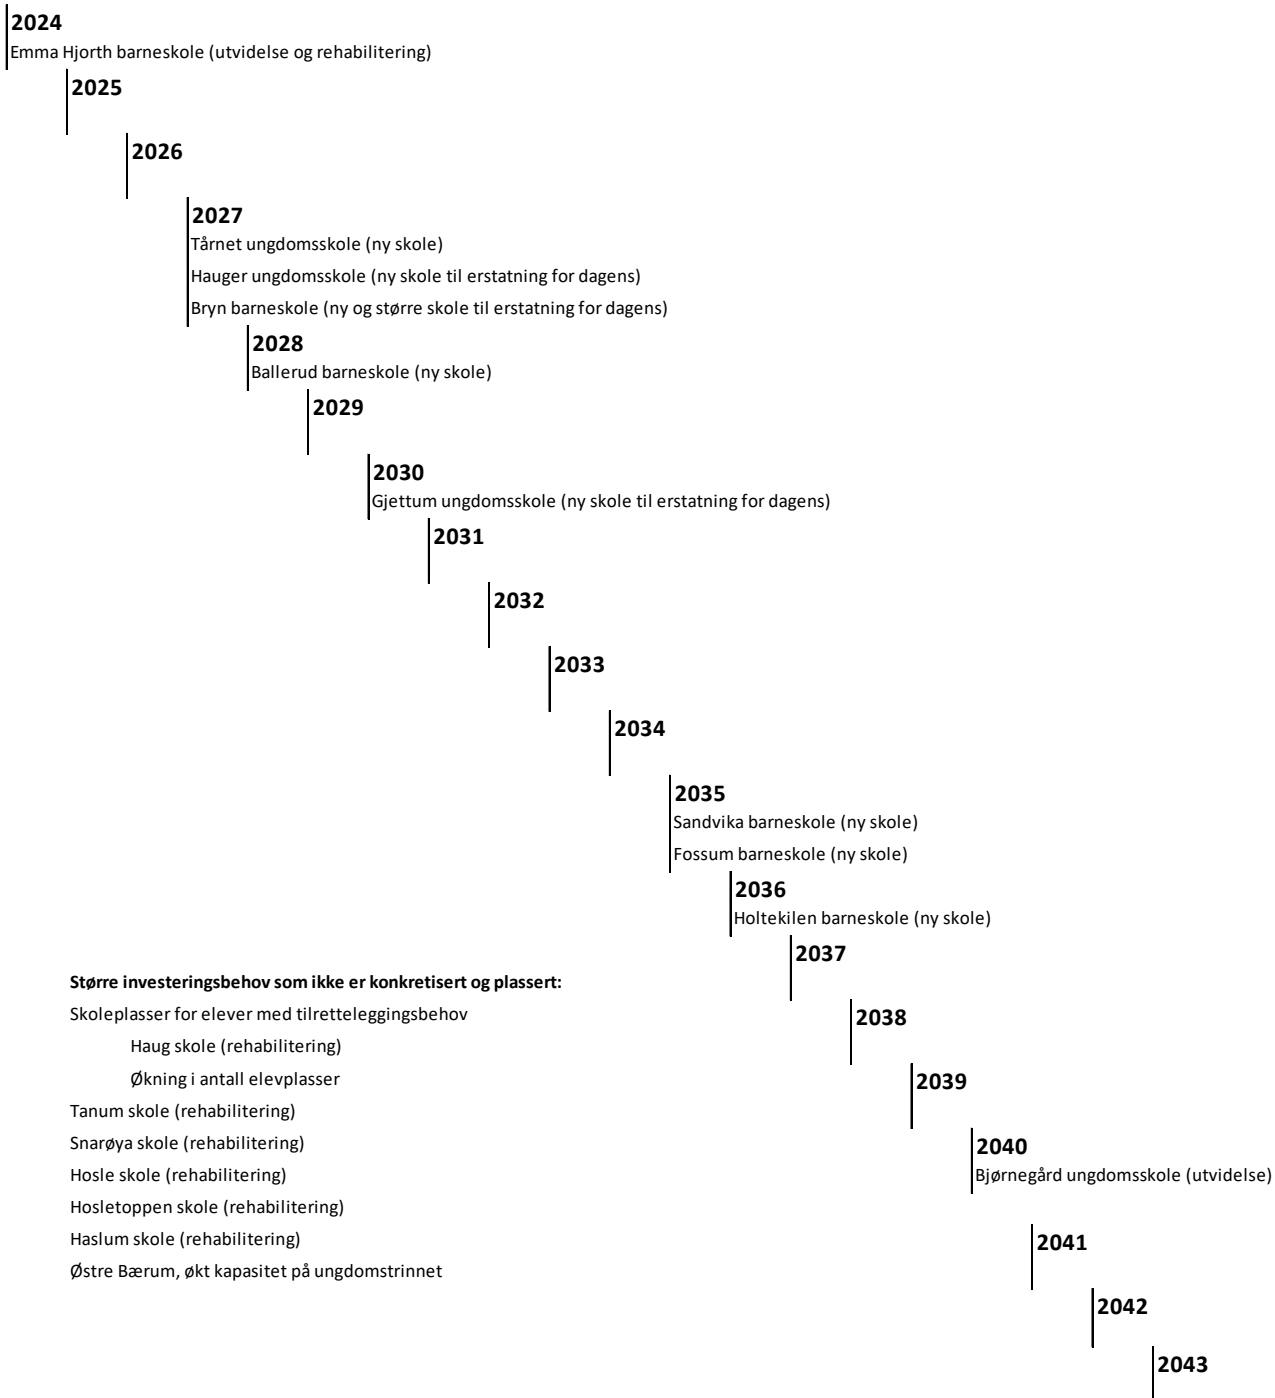 2024
Emma Hjorth barneskole (utvidelse og rehabilitering)
2025
2026
2027
Tårnet ungdomsskole (ny skole)
Hauger ungdomsskole (ny skole til erstatning for dagens)
Bryn barneskole (ny og større skole til erstatning for dagens)
2028
Ballerud barneskole (ny skole)
2029
2030
Gjettum ungdomsskole (ny skole til erstatning for dagens)
2031
2032
2033
2034
2035
Sandvika barneskole (ny skole)
Fossum barneskole (ny skole)
2036
Holtekilen barneskole (ny skole)
2037
2038
2039
2040
Bjørnegård ungdomsskole (utvidelse)
2041
2042
2043
Større investeringsbehov som ikke er konkretisert og plassert:
Skoleplasser for elever med tilretteleggingsbehov
Haug skole (rehabilitering)
Økning i antall elevplasser
Tanum skole (rehabilitering)
Snarøya skole (rehabilitering)
Hosle skole (rehabilitering)
Hosletoppen skole (rehabilitering)
Haslum skole (rehabilitering)
Østre Bærum, økt kapasitet på ungdomstrinnet